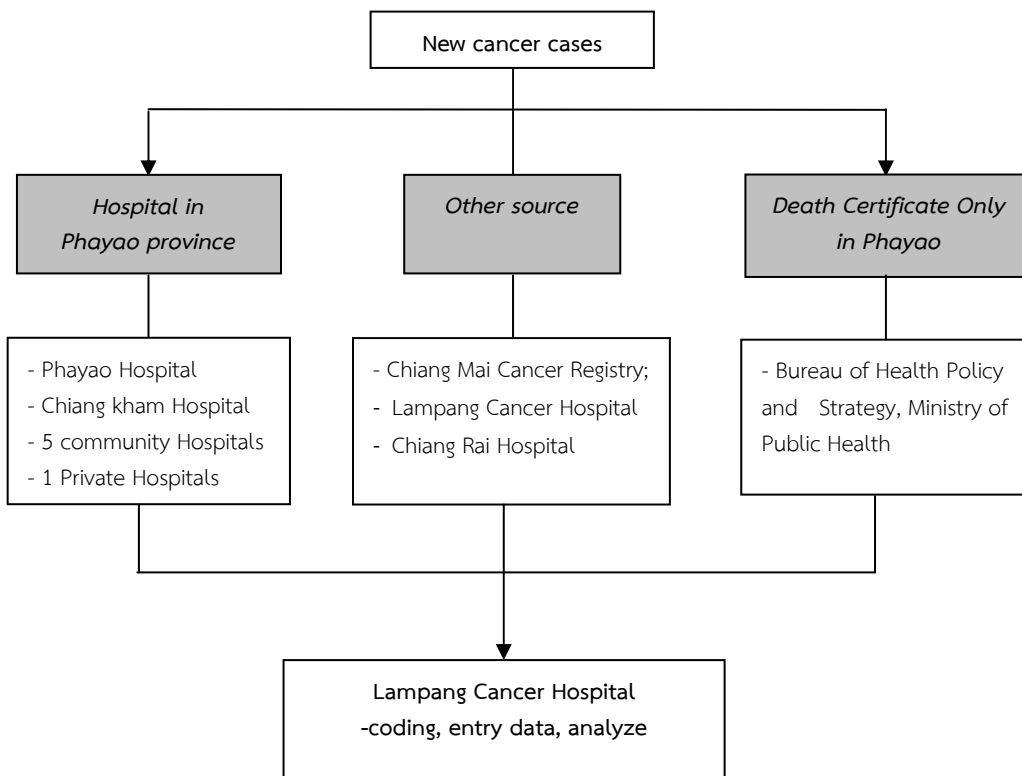 New cancer cases
Hospital in
Phayao province
Other source
Death Certificate Only
in Phayao
- Phayao Hospital
- Chiang kham Hospital
- 5 community Hospitals
- 1 Private Hospitals
- Chiang Mai Cancer Registry;
- Lampang Cancer Hospital
- Chiang Rai Hospital
- Bureau of Health Policy
and Strategy, Ministry of
Public Health
Lampang Cancer Hospital
-coding, entry data, analyze